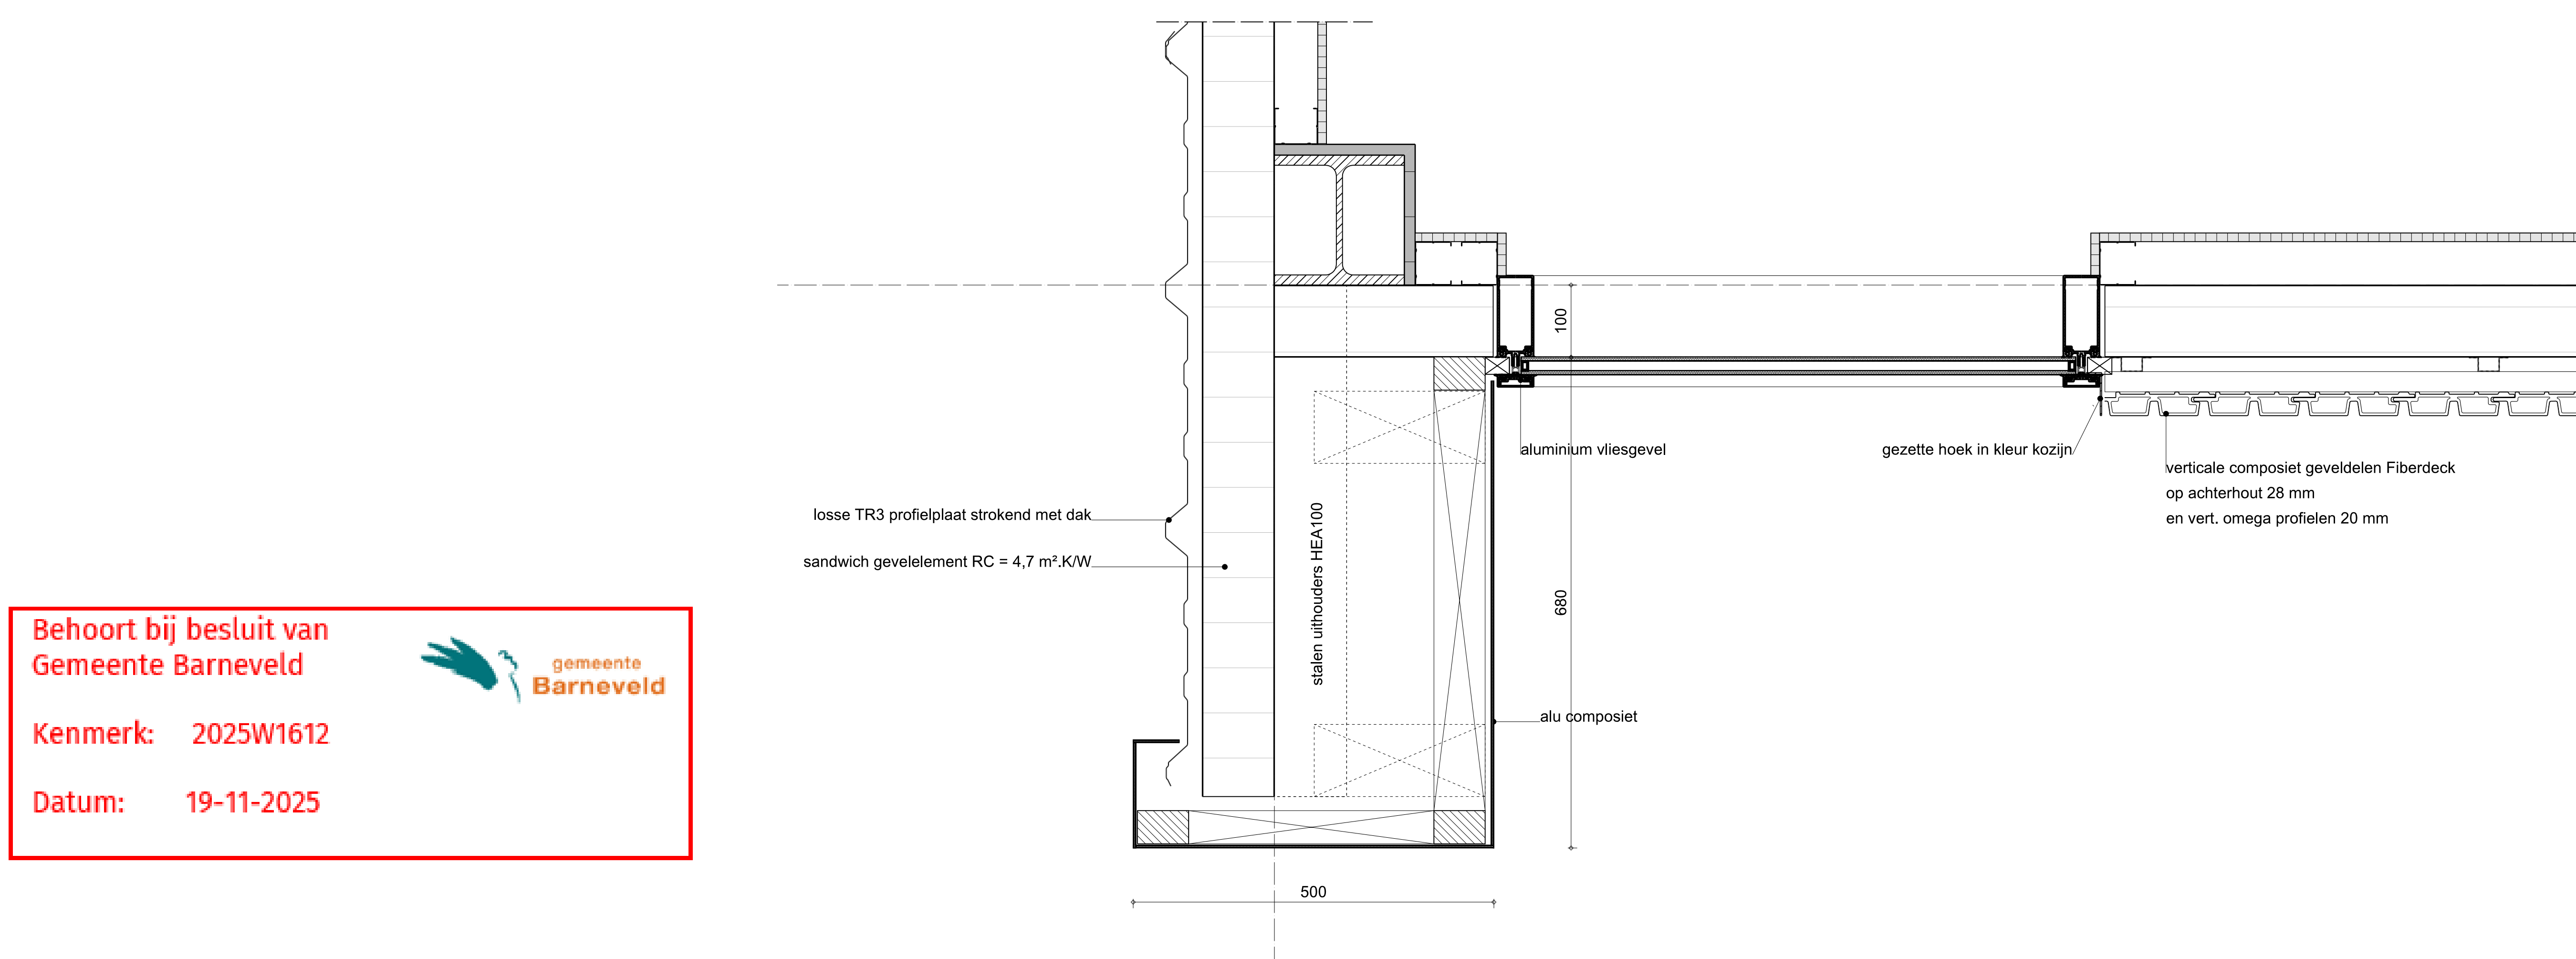 100
aluminium vliesgevel
gezette hoek in kleur kozijn
verticale composiet geveldelen Fiberdeck
op achterhout 28 mm
en vert. omega profielen 20 mm
losse TR3 profielplaat strokend met dak
sandwich gevelelement RC = 4,7 m².K/W
stalen uithouders HEA100
680
alu composiet
500
Behoort bij besluit van
Gemeente Barneveld
gemeente
Barneveld
Kenmerk: 2025W1612
Datum: 19-11-2025